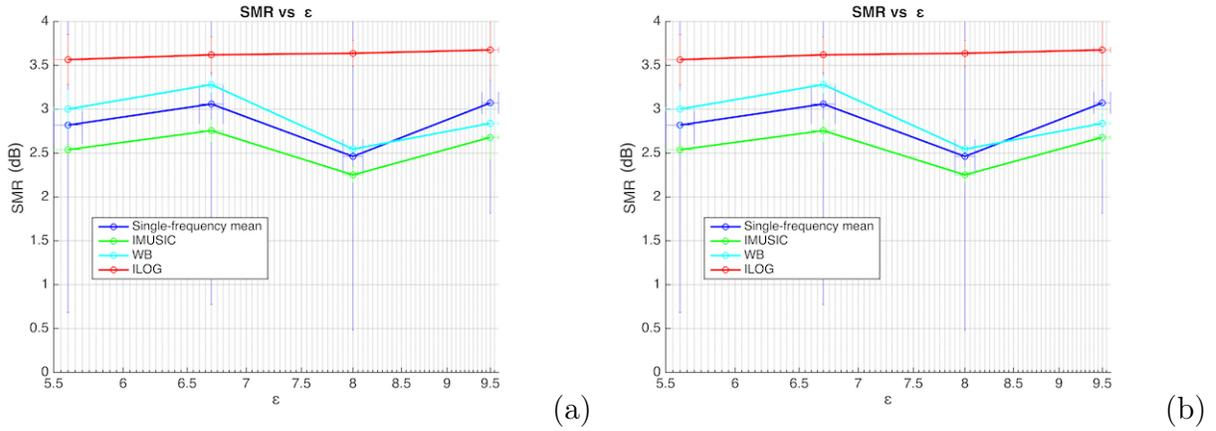 SMR vs ε
4
3.5
3
2.5
2
1.5
1
0.5
0
SMR (dB)
Single-frequency mean
IMUSIC
WB
ILOG
5.5 6 6.5 7 7.5 8 8.5 9 9.5
ε
(a)
SMR vs ε
4
3.5
3
2.5
2
1.5
1
0.5
0
SMR (dB)
Single-frequency mean
IMUSIC
WB
ILOG
5.5 6 6.5 7 7.5 8 8.5 9 9.5
ε
(b)